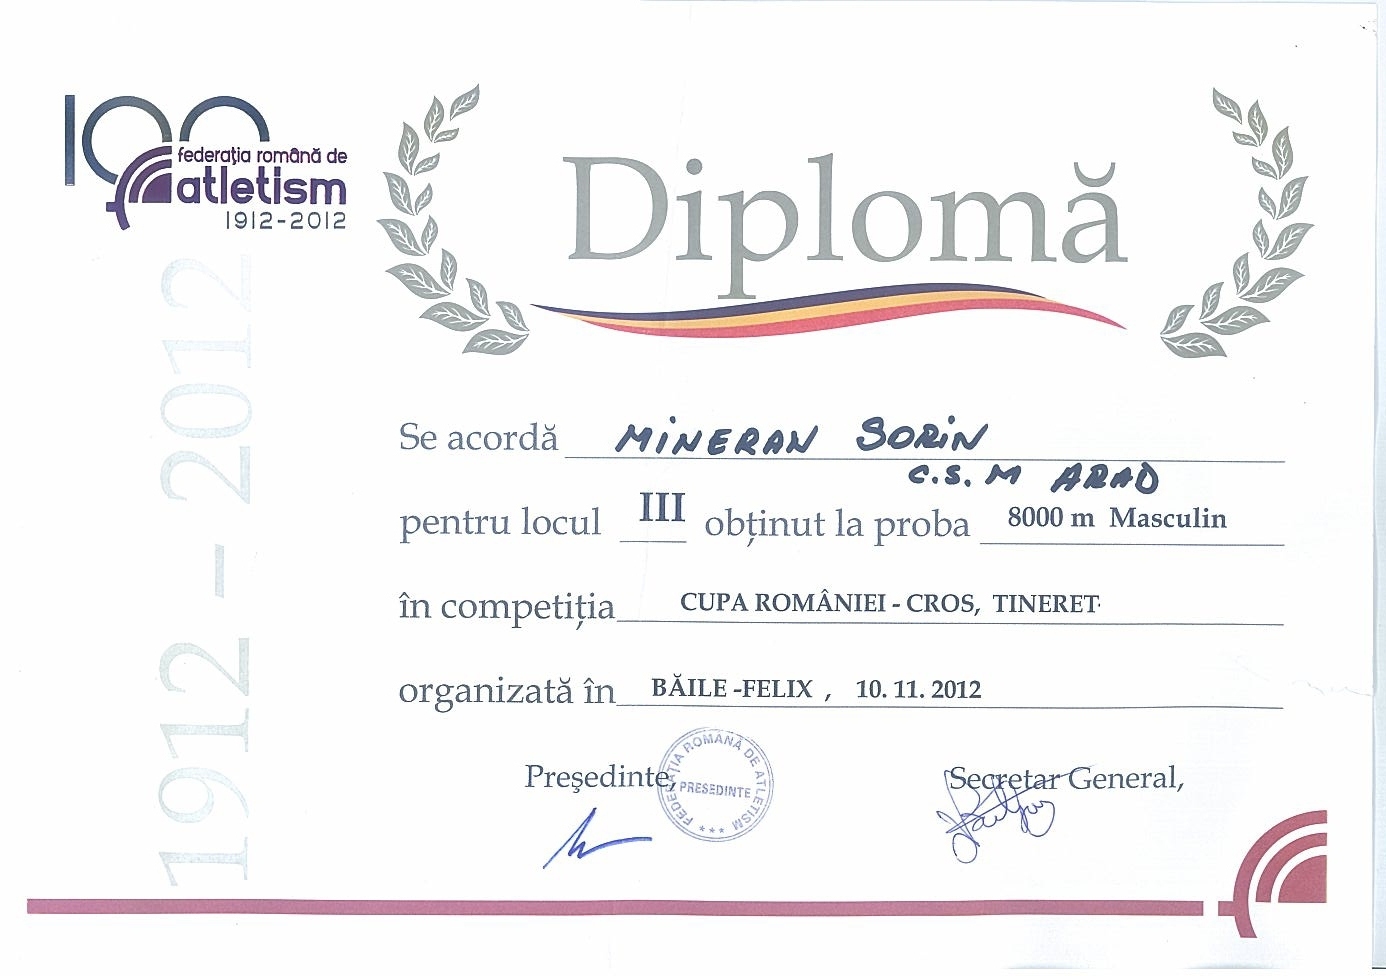 100
federația română de
atletism
1912-2012
Diplomă
1912 - 2012
Se acordă MINERAN SORIN
C.S.M ARAD
pentru locul III obținut la proba 8000 m Masculin
în competiția CUPA ROMÂNIEI - CROS, TINERET
organizată în BĂILE -FELIX , 10. 11. 2012
Președinte,
Secretar General,
FEDERAȚIA ROMÂNĂ DE ATLETISM
PRESEDINTE
***